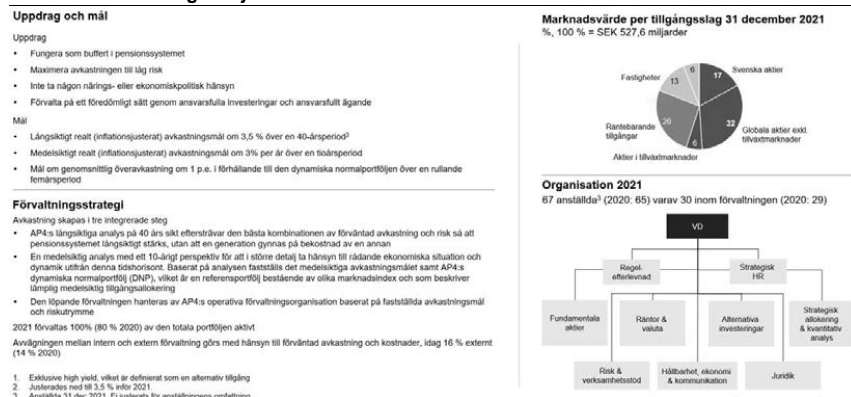 Uppdrag och mål
Uppdrag
• Fungera som buffert i pensionssystemet
• Maximera avkastningen till låg risk
• Inte ta någon närings- eller ekonomiskpolitisk hänsyn
• Förvalta på ett föredömligt sätt genom ansvarsfulla investeringar och ansvarsfullt ägande
Mål
• Långsiktigt realt (inflationsjusterat) avkastningsmål om 3,5 % över en 40-årsperiod²
• Medelsiktigt realt (inflationsjusterat) avkastningsmål om 3% per år över en tioårsperiod
• Mål om genomsnittlig överavkastning om 1 p.e. i förhållande till den dynamiska normalportföljen över en rullande
femårsperiod
Förvaltningsstrategi
Avkastning skapas i tre integrerade steg
• AP4:s långsiktiga analys på 40 års sikt eftersträvar den bästa kombinationen av förväntad avkastning och risk så att
pensionssystemet långsiktigt stärks, utan att en generation gynnas på bekostnad av en annan
• En medelsiktig analys med ett 10-årigt perspektiv för att i större detalj ta hänsyn till rådande ekonomiska situation och
dynamik utifrån denna tidshorisont. Baserat på analysen fastställs det medelsiktiga avkastningsmålet samt AP4:s
dynamiska normalportfölj (DNP), vilket är en referensportfölj bestående av olika marknadsindex och som beskriver
lämplig medelsiktig tillgångsallokering
• Den löpande förvaltningen hanteras av AP4:s operativa förvaltningsorganisation baserat på fastställda avkastningsmål
och riskutrymme
2021 förvaltas 100% (80 % 2020) av den totala portföljen aktivt
Avvägningen mellan intern och extern förvaltning görs med hänsyn till förväntad avkastning och kostnader, idag 16 % externt
(14 % 2020)
1. Exklusive high yield, vilket är definierat som en alternativ tillgång
2. Justerades ned till 3,5 % inför 2021.
3. Anställda 31 dec 2021. Ej justerats för anställningens omfattning
Marknadsvärde per tillgångsslag 31 december 2021
%, 100 % = SEK 527,6 miljarder
6
17
Svenska aktier
Fastigheter
13
Räntebärande
tillgångar
26
32
Globala aktier exkl.
tillväxtmarknader
6
Aktier i tillväxtmarknader
Organisation 2021
67 anställda³ (2020: 65) varav 30 inom förvaltningen (2020: 29)
VD
Regel-
efterlevnad
Strategisk
HR
Fundamentala
aktier
Räntor &
valuta
Alternativa
investeringar
Strategisk
allokering
& kvantitativ
analys
Risk &
verksamhetsstöd
Hållbarhet, ekonomi
& kommunikation
Juridik